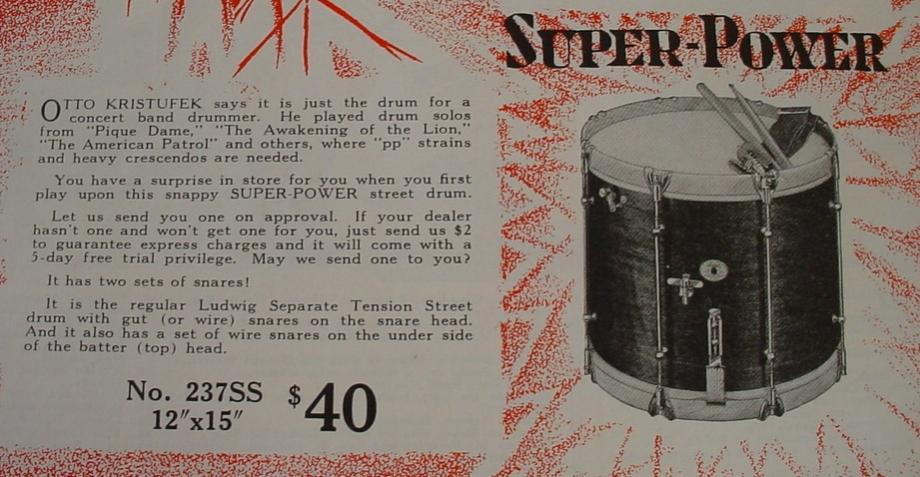 SUPER-POWER
OTTO KRISTUFEK says it is just the drum for a
concert band drummer. He played drum solos
from "Pique Dame," "The Awakening of the Lion,"
"The American Patrol" and others, where "pp" strains
and heavy crescendos are needed.
You have a surprise in store for you when you first
play upon this snappy SUPER-POWER street drum.
Let us send you one on approval. If your dealer
hasn't one and won't get one for you, just send us $2
to guarantee express charges and it will come with a
5-day free trial privilege. May we send one to you?
It has two sets of snares!
It is the regular Ludwig Separate Tension Street
drum with gut (or wire) snares on the snare head.
And it also has a set of wire snares on the under side
of the batter (top) head.
No. 237SS
12"x15"
$40